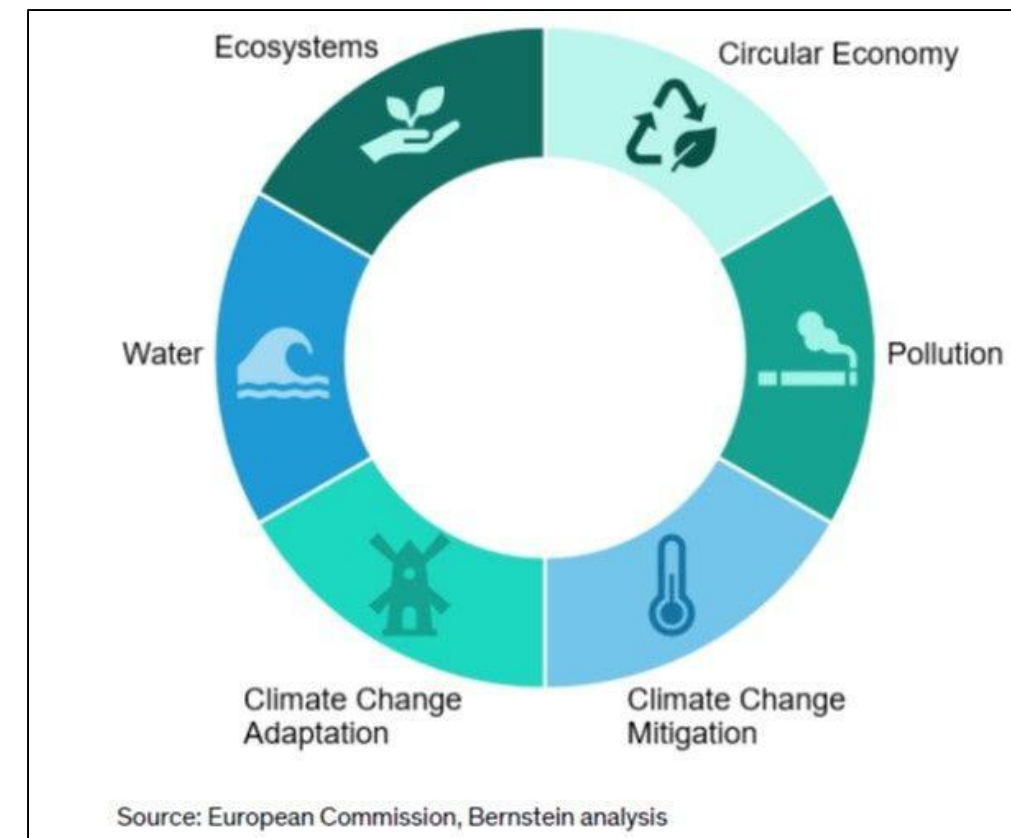 Ecosystems
Circular Economy
Water
Pollution
Climate Change
Adaptation
Climate Change
Mitigation
Source: European Commission, Bernstein analysis